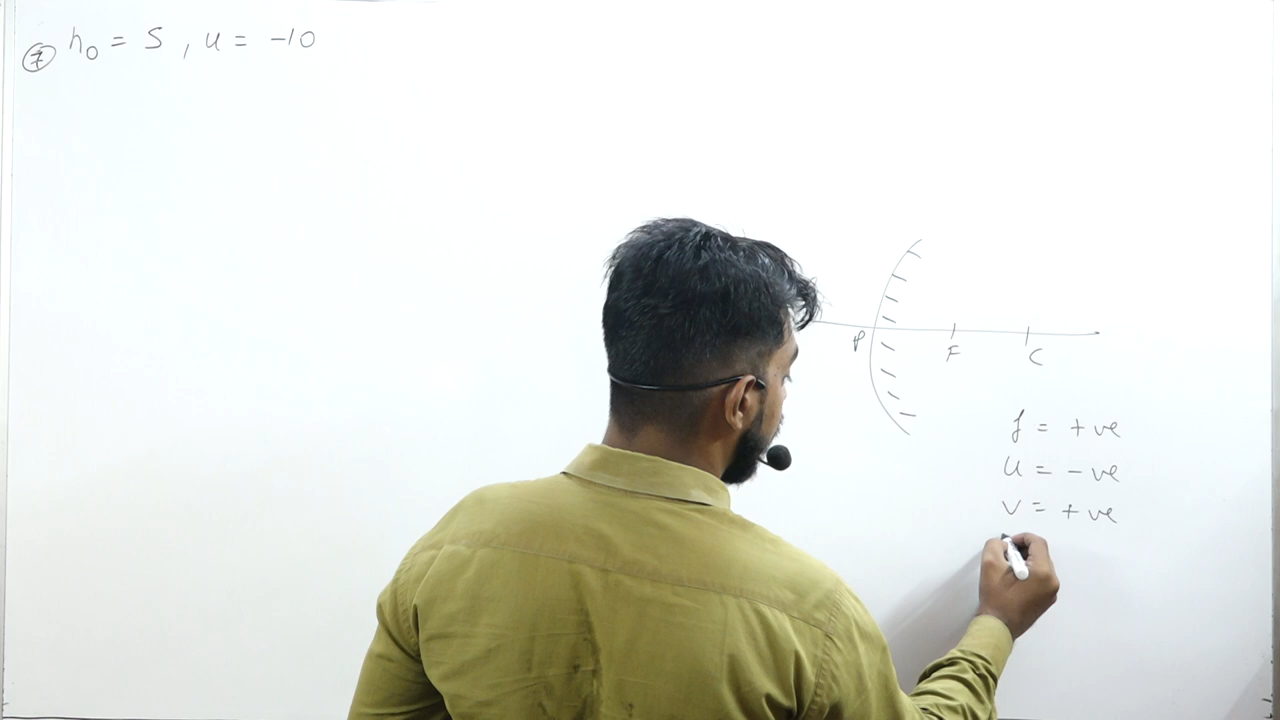 ⑦ h₀ = 5 , u = -10
P F C
f = +ve
u = -ve
v = +ve